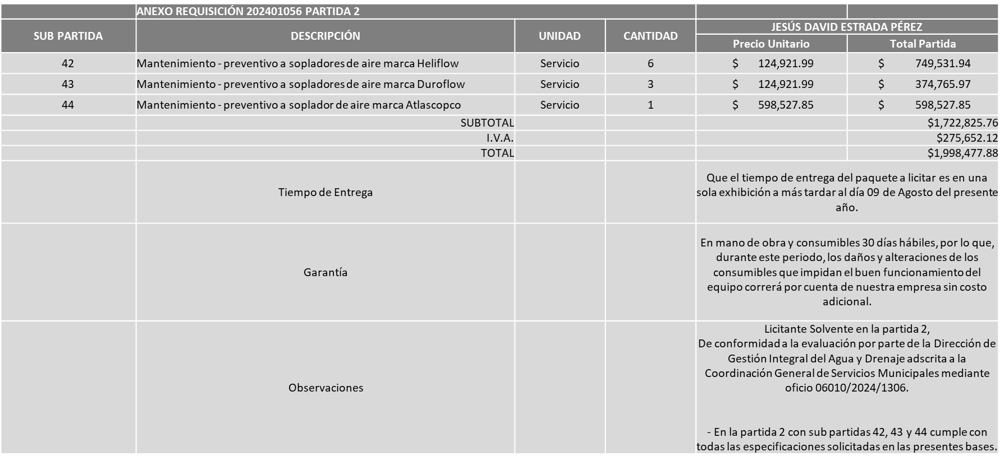 ANEXO REQUISICIÓN 202401056 PARTIDA 2
SUB PARTIDA DESCRIPCIÓN UNIDAD CANTIDAD JESÚS DAVID ESTRADA PÉREZ
Precio Unitario Total Partida
42 Mantenimiento - preventivo a sopladores de aire marca Heliflow Servicio 6 $ 124,921.99 $ 749,531.94
43 Mantenimiento - preventivo a sopladores de aire marca Duroflow Servicio 3 $ 124,921.99 $ 374,765.97
44 Mantenimiento - preventivo a soplador de aire marca Atlascopco Servicio 1 $ 598,527.85 $ 598,527.85
SUBTOTAL $1,722,825.76
I.V.A. $275,652.12
TOTAL $1,998,477.88
Tiempo de Entrega
Que el tiempo de entrega del paquete a licitar es en una
sola exhibición a más tardar al día 09 de Agosto del presente
año.
Garantía
En mano de obra y consumibles 30 días hábiles, por lo que,
durante este periodo, los daños y alteraciones de los
consumibles que impidan el buen funcionamiento del
equipo correrá por cuenta de nuestra empresa sin costo
adicional.
Observaciones
Licitante Solvente en la partida 2,
De conformidad a la evaluación por parte de la Dirección de
Gestión Integral del Agua y Drenaje adscrita a la
Coordinación General de Servicios Municipales mediante
oficio 06010/2024/1306.
- En la partida 2 con sub partidas 42, 43 y 44 cumple con
todas las especificaciones solicitadas en las presentes bases.